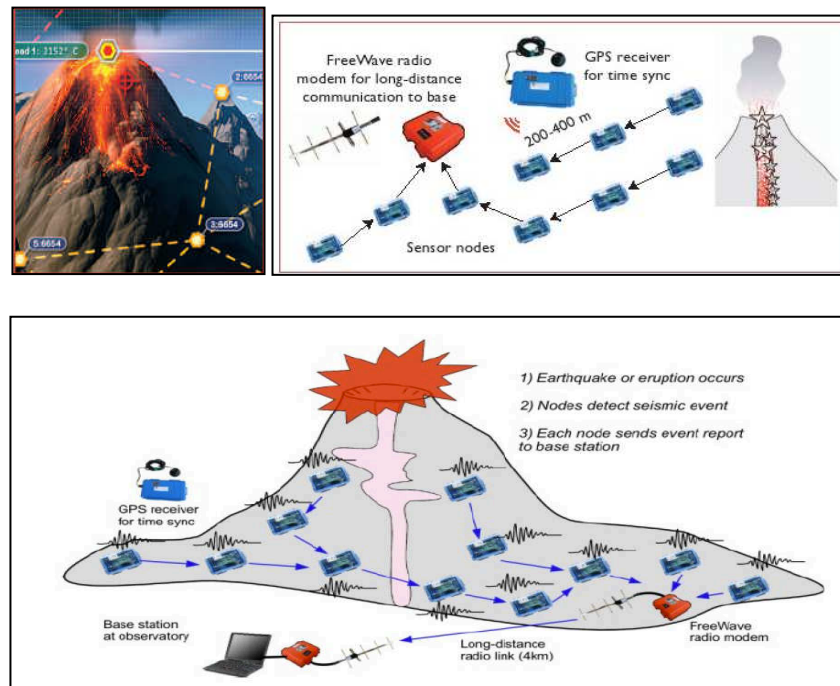 ead 1: 3152° C
2:6654
3:6654
5:6654
FreeWave radio
modem for long-distance
communication to base
GPS receiver
for time sync
200-400 m
Sensor nodes
1) Earthquake or eruption occurs
2) Nodes detect seismic event
3) Each node sends event report
to base station
GPS receiver
for time sync
Base station
at observatory
Long-distance
radio link (4km)
FreeWave
radio modem